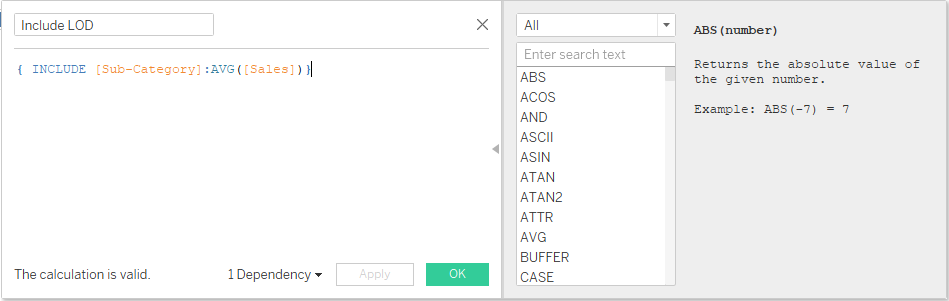 Include LOD
{ INCLUDE [Sub-Category]:AVG([Sales])}
The calculation is valid.
1 Dependency
Apply
OK
All
Enter search text
ABS
ACOS
AND
ASCII
ASIN
ATAN
ATAN2
ATTR
AVG
BUFFER
CASE
ABS(number)
Returns the absolute value of
the given number.
Example: ABS(-7) = 7